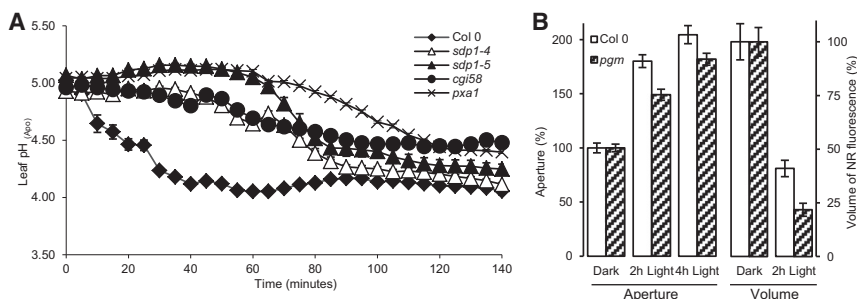 A
5.50
5.00
4.50
4.00
3.50
Leaf pH (Apo)
0
20
40
60
80
100
120
140
Time (minutes)
Col 0
sdp1-4
sdp1-5
cgi58
pxa1
B
200
150
100
50
0
Aperture (%)
Col 0
pgm
100
75
50
25
0
Volume of NR fluorescence (%)
Dark
2h Light
4h Light
Dark
2h Light
Aperture
Volume